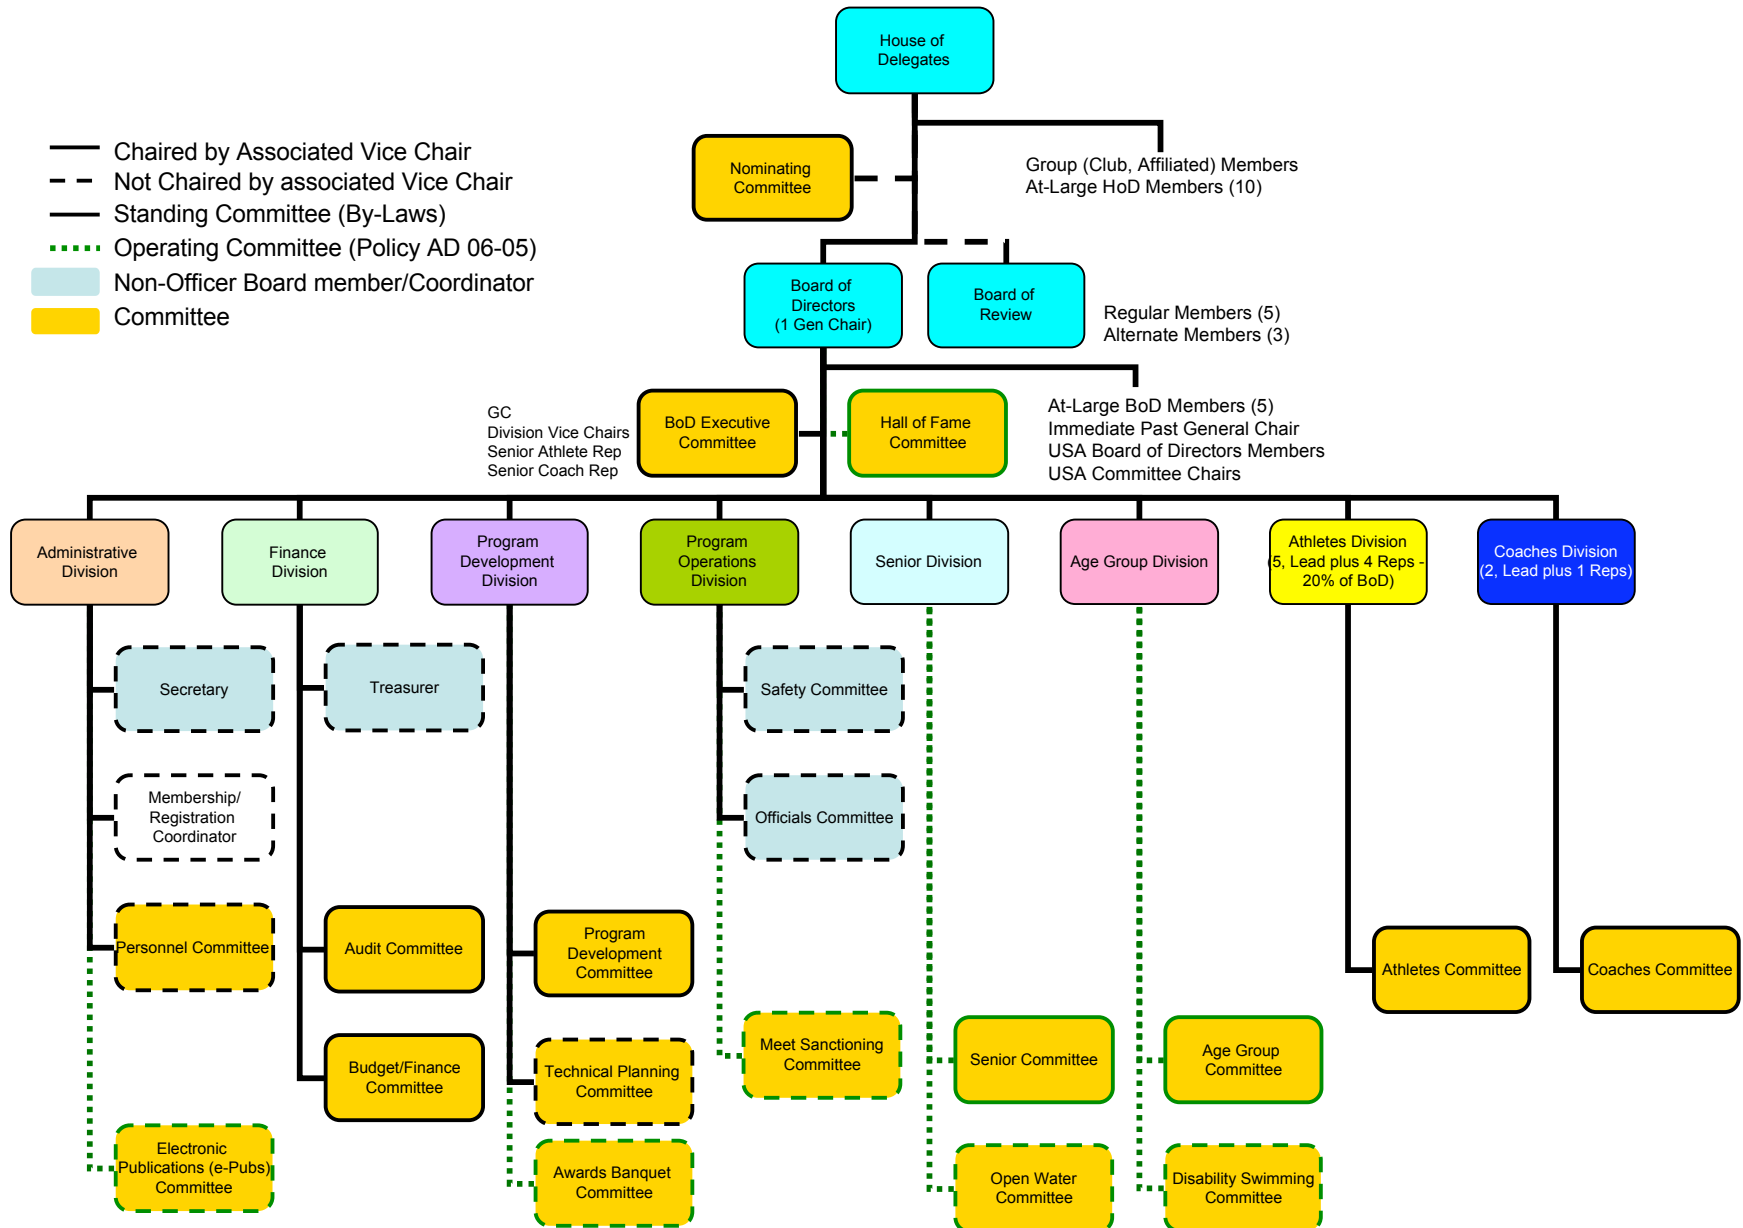 House of
Delegates
Chaired by Associated Vice Chair
Not Chaired by associated Vice Chair
Standing Committee (By-Laws)
Operating Committee (Policy AD 06-05)
Non-Officer Board member/Coordinator
Committee
Nominating
Committee
Group (Club, Affiliated) Members
At-Large HoD Members (10)
Board of
Directors
(1 Gen Chair)
Board of
Review
Regular Members (5)
Alternate Members (3)
GC
Division Vice Chairs
Senior Athlete Rep
Senior Coach Rep
BoD Executive
Committee
Hall of Fame
Committee
At-Large BoD Members (5)
Immediate Past General Chair
USA Board of Directors Members
USA Committee Chairs
Administrative
Division
Finance
Division
Program
Development
Division
Program
Operations
Division
Senior Division
Age Group Division
Athletes Division
(5, Lead plus 4 Reps -
20% of BoD)
Coaches Division
(2, Lead plus 1 Reps)
Secretary
Treasurer
Safety Committee
Membership/
Registration
Coordinator
Officials Committee
Personnel Committee
Audit Committee
Program
Development
Committee
Athletes Committee
Coaches Committee
Budget/Finance
Committee
Technical Planning
Committee
Meet Sanctioning
Committee
Senior Committee
Age Group
Committee
Electronic
Publications (e-Pubs)
Committee
Awards Banquet
Committee
Open Water
Committee
Disability Swimming
Committee